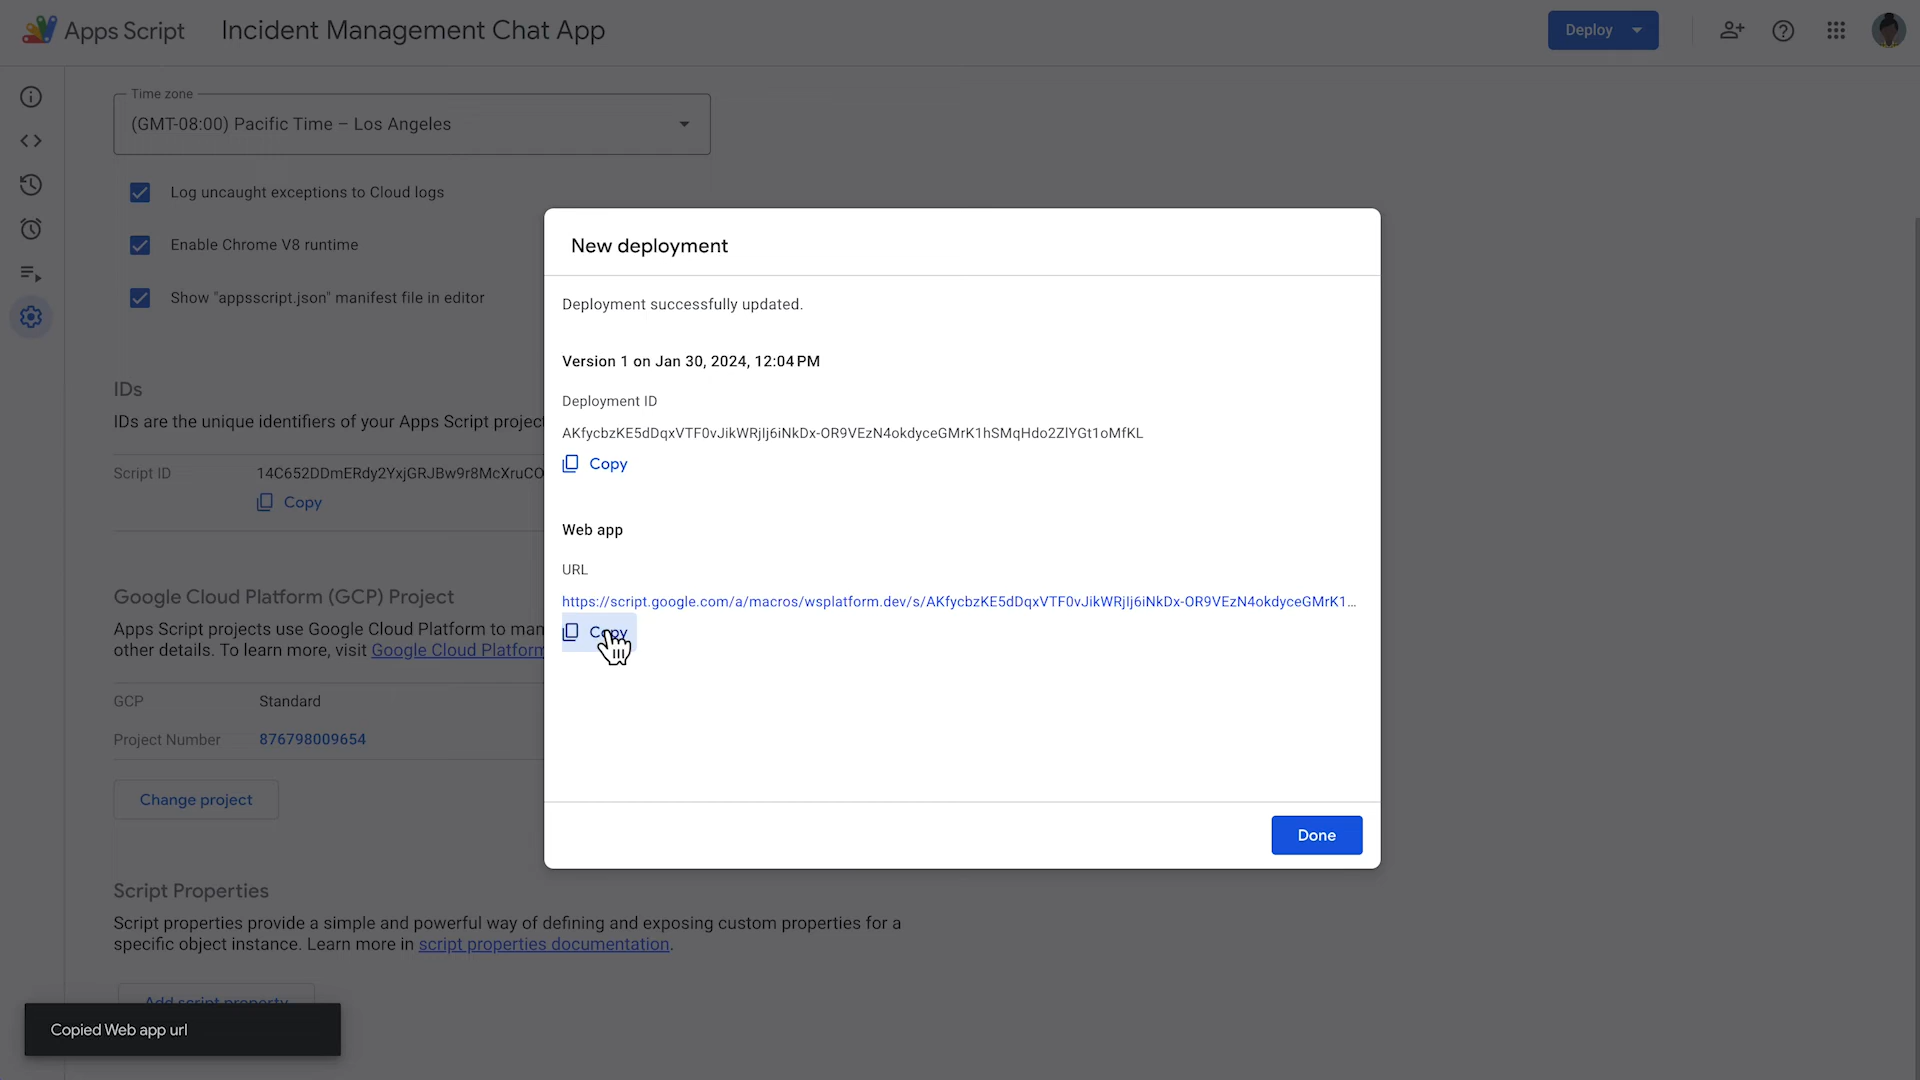 Apps Script
Incident Management Chat App
Deploy
Time zone
(GMT-08:00) Pacific Time – Los Angeles
Log uncaught exceptions to Cloud logs
Enable Chrome V8 runtime
Show "appsscript.json" manifest file in editor
IDs
IDs are the unique identifiers of your Apps Script project
Script ID
14C652DDmERdy2YxjGRJBw9r8McXruCO
Copy
Google Cloud Platform (GCP) Project
Apps Script projects use Google Cloud Platform to man
other details. To learn more, visit Google Cloud Platform
GCP
Standard
Project Number
876798009654
Change project
Script Properties
Script properties provide a simple and powerful way of defining and exposing custom properties for a
specific object instance. Learn more in script properties documentation.
Add script property
Copied Web app url
New deployment
Deployment successfully updated.
Version 1 on Jan 30, 2024, 12:04 PM
Deployment ID
AKfycbzKE5dDqxVTF0vJikWRjIj6iNkDx-OR9VEzN4okdyceGMrK1hSMqHdo2ZlYGt1oMfKL
Copy
Web app
URL
https://script.google.com/a/macros/wsplatform.dev/s/AKfycbzKE5dDqxVTF0vJikWRjIj6iNkDx-OR9VEzN4okdyceGMrK1...
Copy
Done